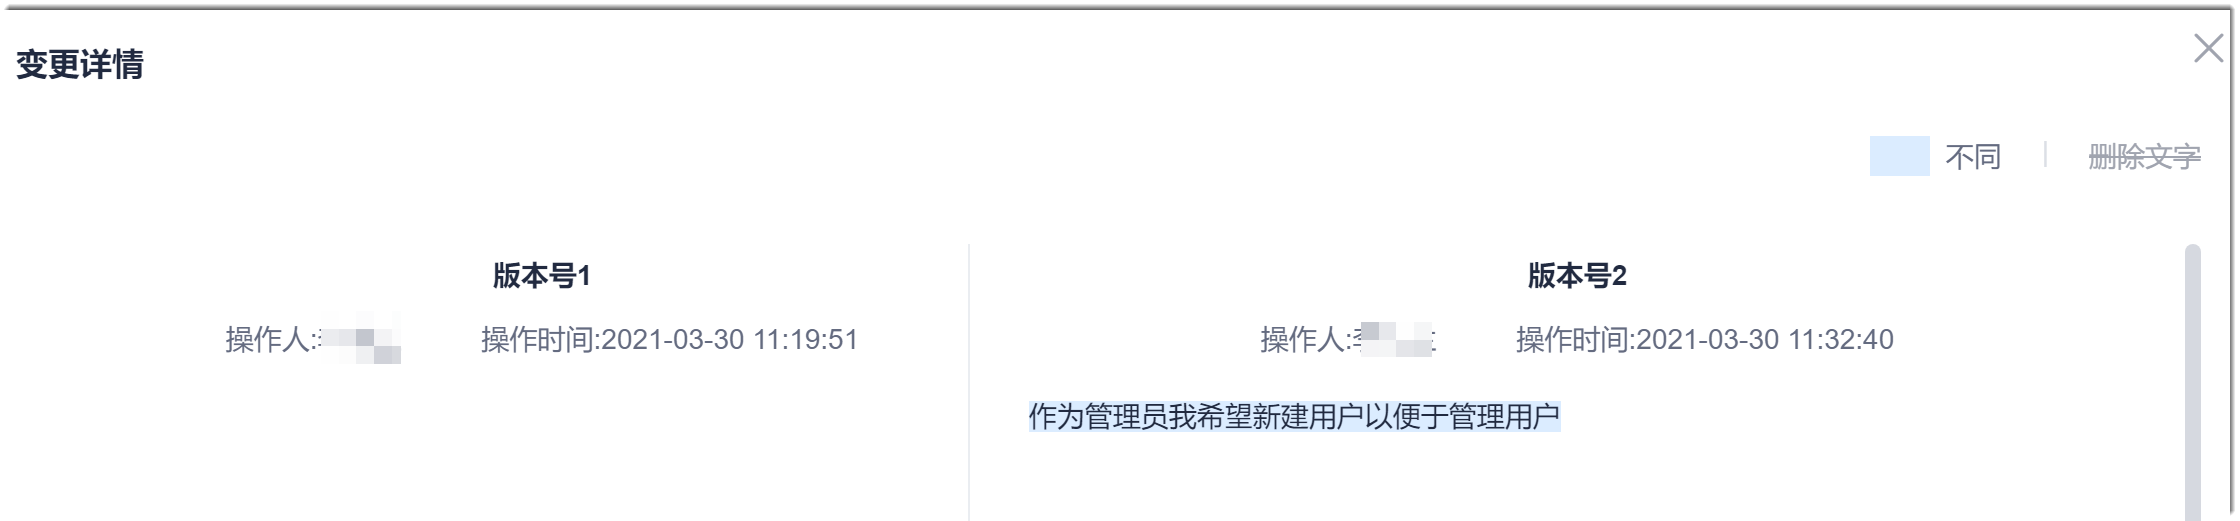 变更详情
不同
删除文字
版本号1
操作人:
操作时间:2021-03-30 11:19:51
版本号2
操作人:
操作时间:2021-03-30 11:32:40
作为管理员我希望新建用户以便于管理用户